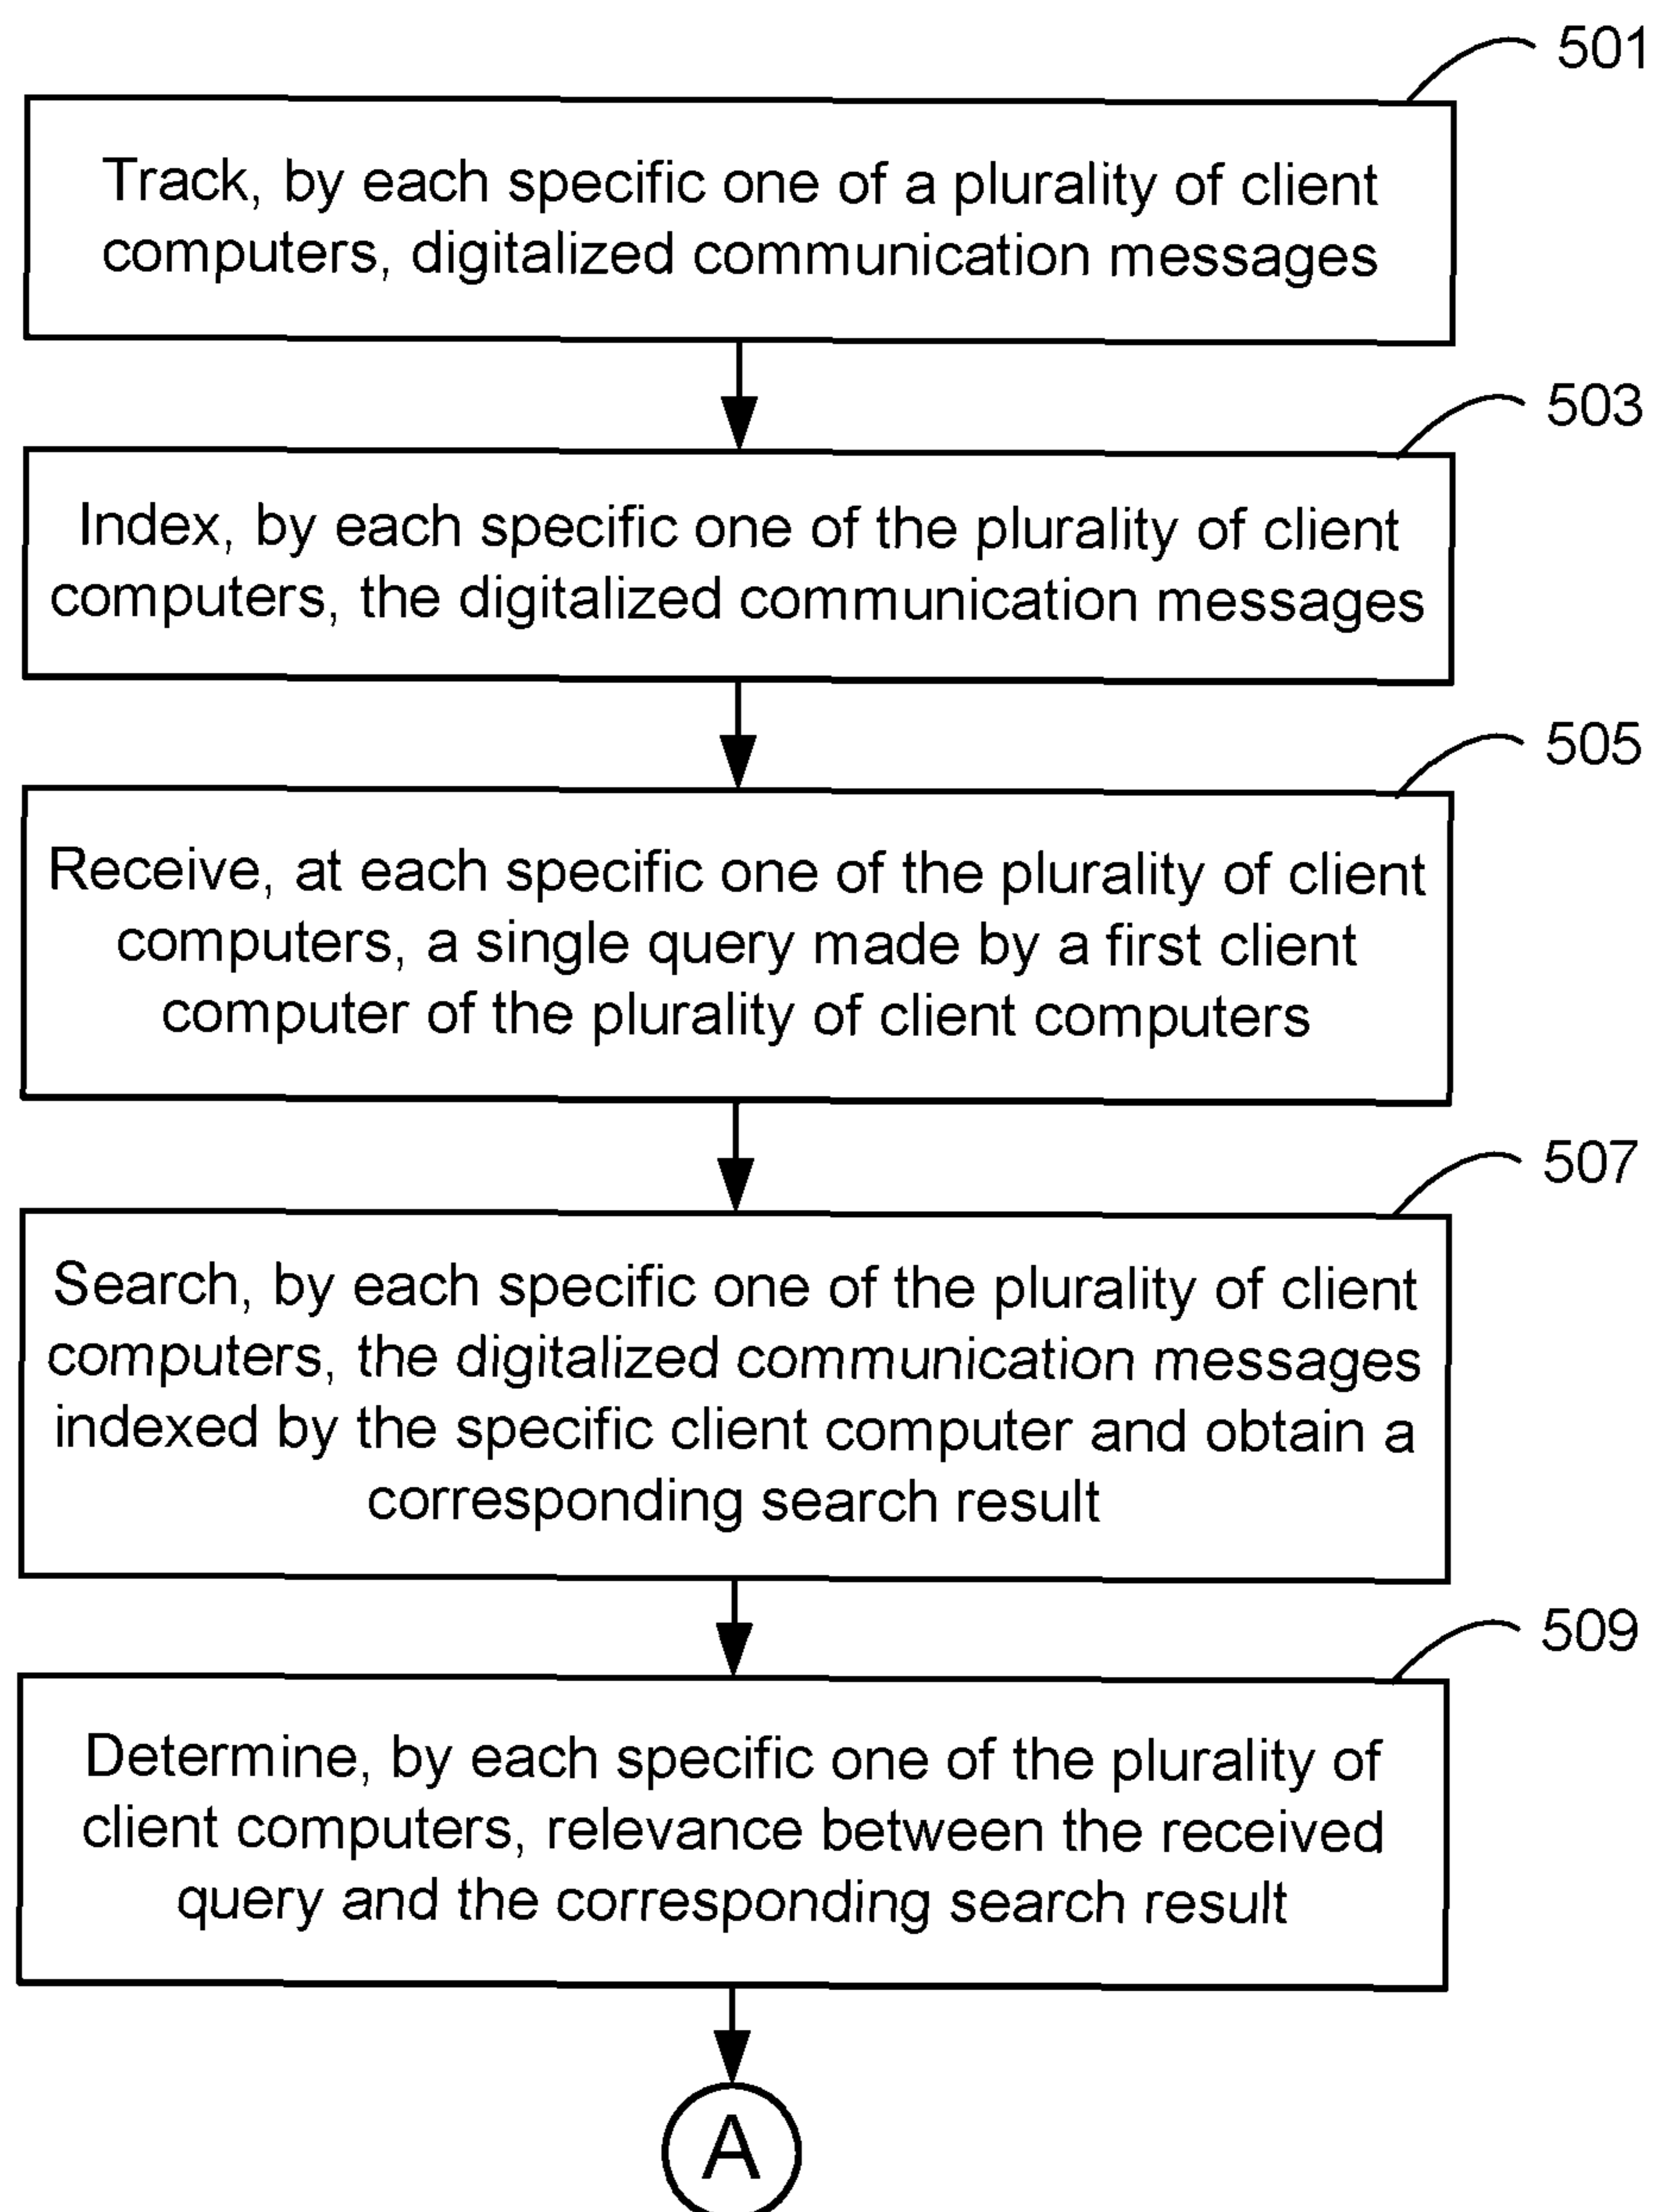 501
Track, by each specific one of a plurality of client
computers, digitalized communication messages
503
Index, by each specific one of the plurality of client
computers, the digitalized communication messages
505
Receive, at each specific one of the plurality of client
computers, a single query made by a first client
computer of the plurality of client computers
507
Search, by each specific one of the plurality of client
computers, the digitalized communication messages
indexed by the specific client computer and obtain a
corresponding search result
509
Determine, by each specific one of the plurality of
client computers, relevance between the received
query and the corresponding search result
A